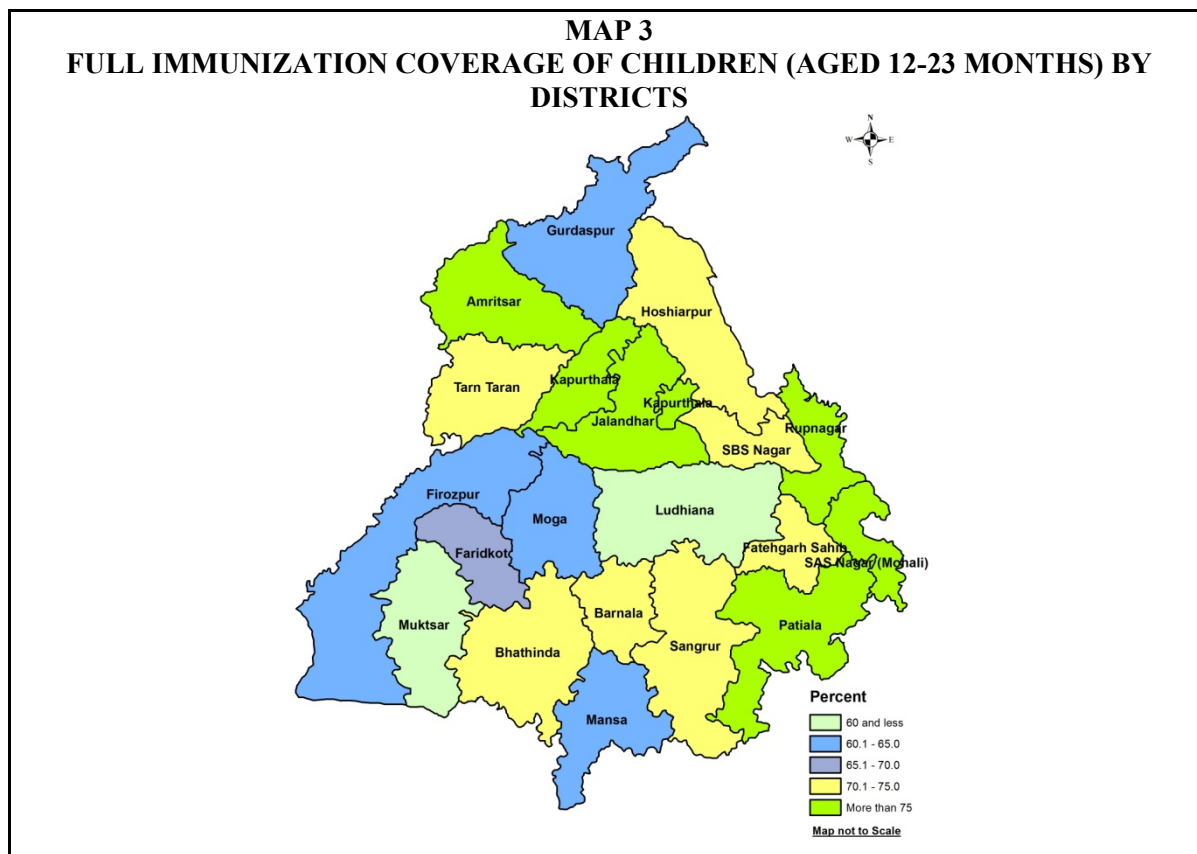 MAP 3
FULL IMMUNIZATION COVERAGE OF CHILDREN (AGED 12-23 MONTHS) BY
DISTRICTS
N
W E
S
Gurdaspur
Amritsar
Hoshiarpur
Kapurthala
Tarn Taran
Kapurthala
Jalandhar
Rupnagar
SBS Nagar
Firozpur
Moga
Ludhiana
Faridkot
Fatehgarh Sahib
SAS Nagar (Mohali)
Muktsar
Barnala
Patiala
Bhathinda
Sangrur
Mansa
Percent
60 and less
60.1 - 65.0
65.1 - 70.0
70.1 - 75.0
More than 75
Map not to Scale